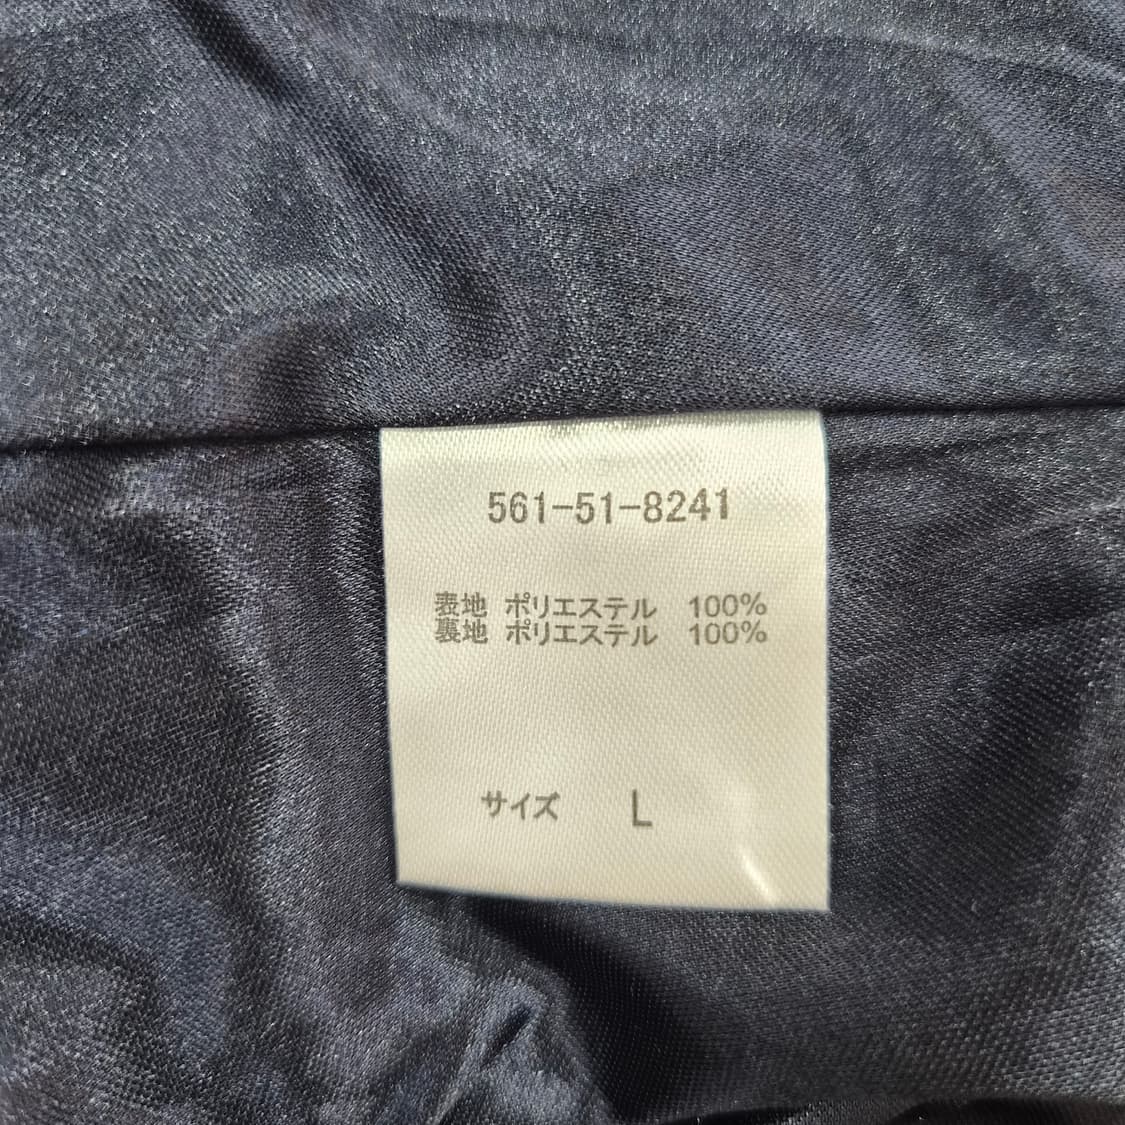 561-51-8241
表地 ポリエステル 100%
裏地 ポリエステル 100%
サイズ L